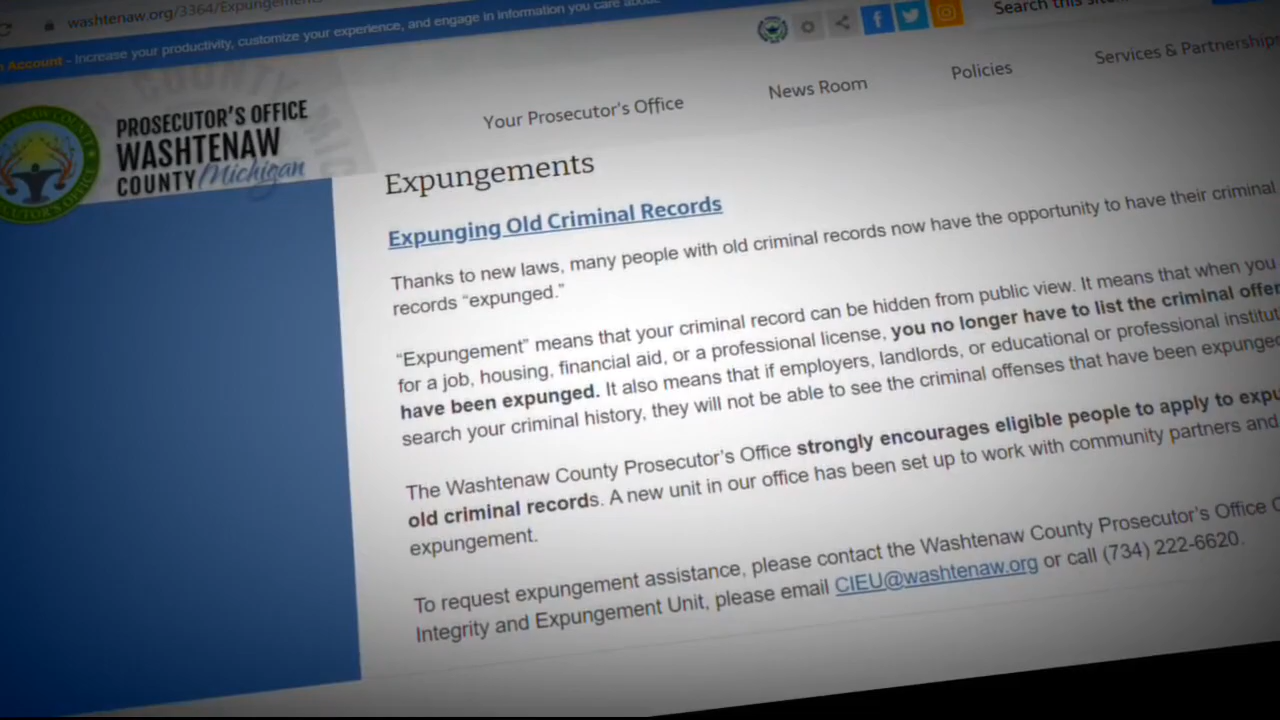 washtenaw.org/3364/Expungements
Account - Increase your productivity, customize your experience, and engage in information you care about
Search this
PROSECUTOR'S OFFICE
WASHTENAW
COUNTY Michigan
Your Prosecutor's Office
News Room
Policies
Services & Partnerships
Expungements
Expunging Old Criminal Records
Thanks to new laws, many people with old criminal records now have the opportunity to have their criminal
records “expunged.”
“Expungement” means that your criminal record can be hidden from public view. It means that when you
for a job, housing, financial aid, or a professional license, you no longer have to list the criminal offen
have been expunged. It also means that if employers, landlords, or educational or professional institut
search your criminal history, they will not be able to see the criminal offenses that have been expunged
The Washtenaw County Prosecutor's Office strongly encourages eligible people to apply to expu
old criminal records. A new unit in our office has been set up to work with community partners and
expungement.
To request expungement assistance, please contact the Washtenaw County Prosecutor's Office C
Integrity and Expungement Unit, please email CIEU@washtenaw.org or call (734) 222-6620.